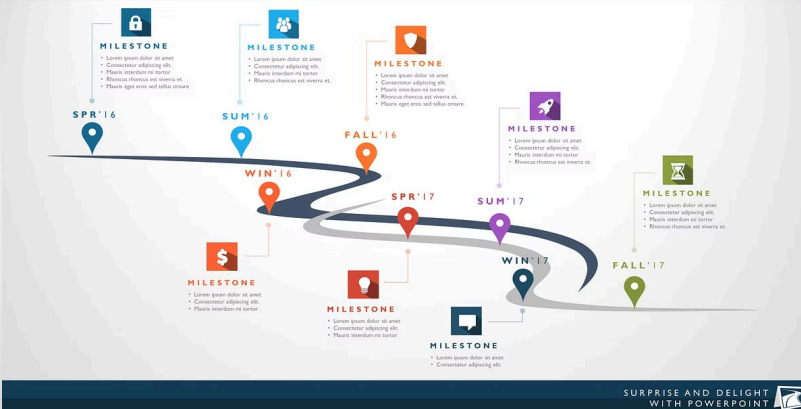 MILESTONE
• Lorem ipsum dolor sit amet
• Consectetur adipiscing elit.
• Mauris interdum mi tortor
• Rhoncus rhoncus est viverra et.
• Mauris eget eros sed tellus ornare
SPR'16
MILESTONE
• Lorem ipsum dolor sit amet
• Consectetur adipiscing elit.
• Mauris interdum mi tortor
• Rhoncus rhoncus est viverra et.
SUM'16
MILESTONE
• Lorem ipsum dolor sit amet
• Consectetur adipiscing elit.
• Mauris interdum mi tortor
• Rhoncus rhoncus est viverra et.
• Mauris eget eros sed tellus ornare
FALL'16
WIN'16
MILESTONE
• Lorem ipsum dolor sit amet
• Consectetur adipiscing elit.
• Mauris interdum mi tortor
SPR'17
MILESTONE
• Lorem ipsum dolor sit amet
• Consectetur adipiscing elit.
• Mauris interdum mi tortor
MILESTONE
• Lorem ipsum dolor sit amet
• Consectetur adipiscing elit.
• Mauris interdum mi tortor
• Rhoncus rhoncus est viverra et.
SUM'17
WIN'17
MILESTONE
• Lorem ipsum dolor sit amet
• Consectetur adipiscing elit.
MILESTONE
• Lorem ipsum dolor sit amet
• Consectetur adipiscing elit.
• Mauris interdum mi tortor
• Rhoncus rhoncus est viverra et.
FALL'17
SURPRISE AND DELIGHT
WITH POWERPOINT